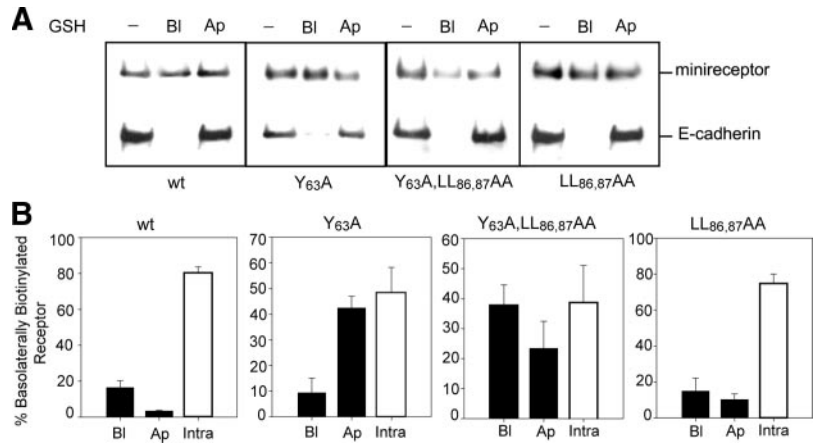 A
GSH – Bl Ap – Bl Ap – Bl Ap – Bl Ap
minireceptor
E-cadherin
wt Y63A Y63A,LL86,87AA LL86,87AA
B
wt Y63A Y63A,LL86,87AA LL86,87AA
% Basolaterally Biotinylated
Receptor
100
80
60
40
20
0
Bl Ap Intra
70
60
50
40
30
20
10
0
Bl Ap Intra
60
50
40
30
20
10
0
Bl Ap Intra
100
80
60
40
20
0
Bl Ap Intra